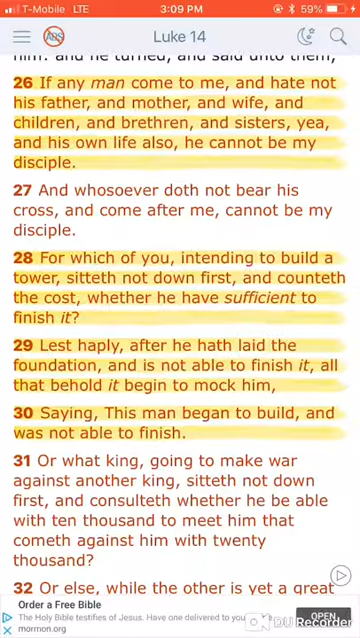 T-Mobile LTE 3:09 PM 59%
ADS Luke 14
him: and he turned, and said unto them,
26 If any man come to me, and hate not
his father, and mother, and wife, and
children, and brethren, and sisters, yea,
and his own life also, he cannot be my
disciple.
27 And whosoever doth not bear his
cross, and come after me, cannot be my
disciple.
28 For which of you, intending to build a
tower, sitteth not down first, and counteth
the cost, whether he have sufficient to
finish it?
29 Lest haply, after he hath laid the
foundation, and is not able to finish it, all
that behold it begin to mock him,
30 Saying, This man began to build, and
was not able to finish.
31 Or what king, going to make war
against another king, sitteth not down
first, and consulteth whether he be able
with ten thousand to meet him that
cometh against him with twenty
thousand?
32 Or else, while the other is yet a great
Order a Free Bible
The Holy Bible testifies of Jesus. Have one delivered to
mormon.org
OPEN
DU Recorder